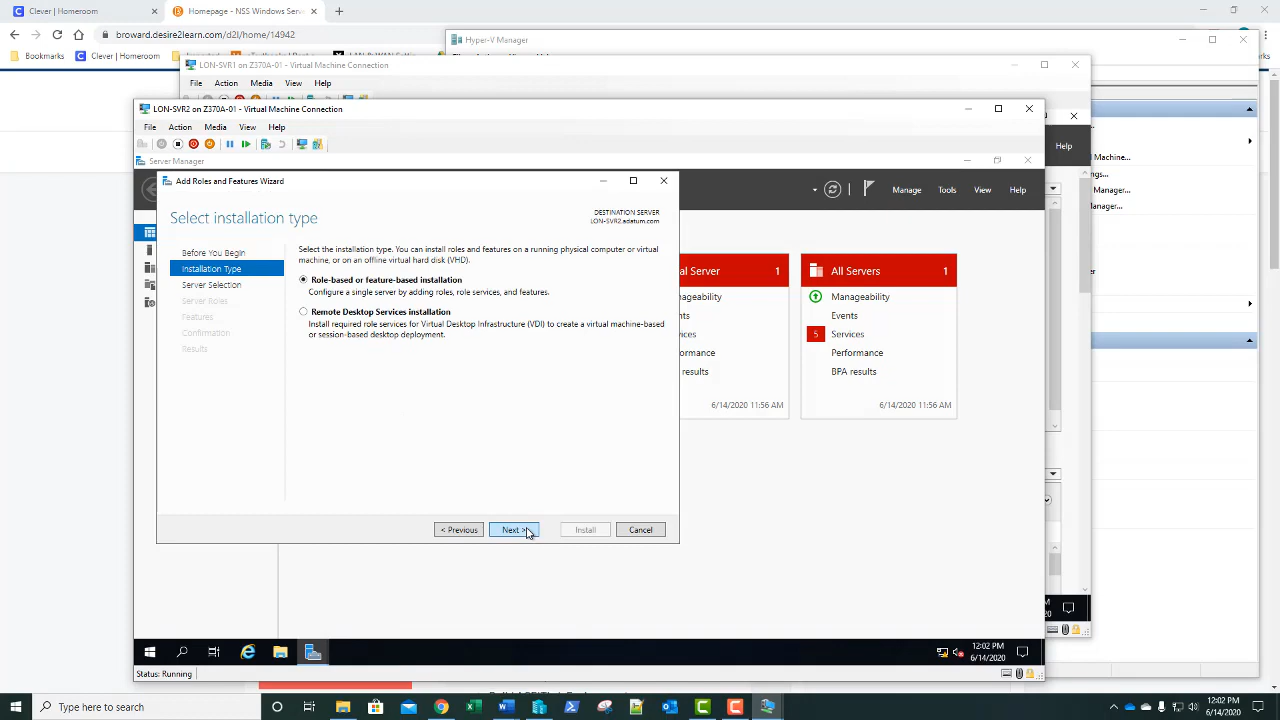 Clever | Homeroom
Homepage - NSS Windows Server
broward.desire2learn.com/d2l/home/14942
Bookmarks
Clever | Homeroom
Hyper-V Manager
LON-SVR1 on Z370A-01 - Virtual Machine Connection
File Action Media View Help
LON-SVR2 on Z370A-01 - Virtual Machine Connection
File Action Media View Help
Help
Server Manager
Machine...
Manage Tools View Help
Add Roles and Features Wizard
Select installation type
DESTINATION SERVER
LON-SVR2.adatum.com
Before You Begin
Installation Type
Server Selection
Server Roles
Features
Confirmation
Results
Select the installation type. You can install roles and features on a running physical computer or virtual
machine, or on an offline virtual hard disk (VHD).
Role-based or feature-based installation
Configure a single server by adding roles, role services, and features.
Remote Desktop Services installation
Install required role services for Virtual Desktop Infrastructure (VDI) to create a virtual machine-based
or session-based desktop deployment.
< Previous
Next >
Install
Cancel
Server 1
BPA results
6/14/2020 11:56 AM
All Servers 1
Manageability
Events
5 Services
Performance
BPA results
6/14/2020 11:56 AM
12:02 PM
6/14/2020
Status: Running
Type here to search
12:02 PM
6/14/2020